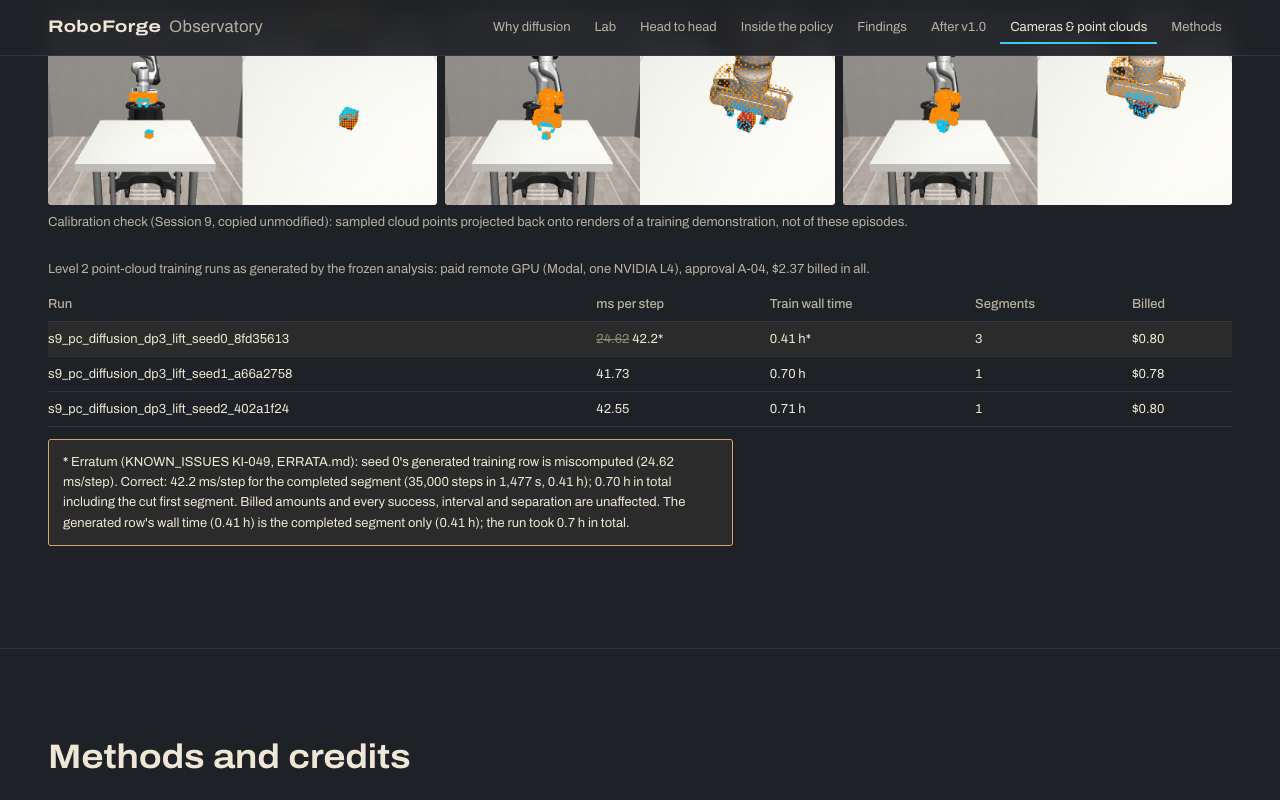 RoboForge Observatory
Why diffusion Lab Head to head Inside the policy Findings After v1.0 Cameras & point clouds Methods
Calibration check (Session 9, copied unmodified): sampled cloud points projected back onto renders of a training demonstration, not of these episodes.
Level 2 point-cloud training runs as generated by the frozen analysis: paid remote GPU (Modal, one NVIDIA L4), approval A-04, $2.37 billed in all.
Run ms per step Train wall time Segments Billed
s9_pc_diffusion_dp3_lift_seed0_8fd35613 24.62 42.2* 0.41 h* 3 $0.80
s9_pc_diffusion_dp3_lift_seed1_a66a2758 41.73 0.70 h 1 $0.78
s9_pc_diffusion_dp3_lift_seed2_402a1f24 42.55 0.71 h 1 $0.80
* Erratum (KNOWN_ISSUES KI-049, ERRATA.md): seed 0's generated training row is miscomputed (24.62
ms/step). Correct: 42.2 ms/step for the completed segment (35,000 steps in 1,477 s, 0.41 h); 0.70 h in total
including the cut first segment. Billed amounts and every success, interval and separation are unaffected. The
generated row's wall time (0.41 h) is the completed segment only (0.41 h); the run took 0.7 h in total.
Methods and credits